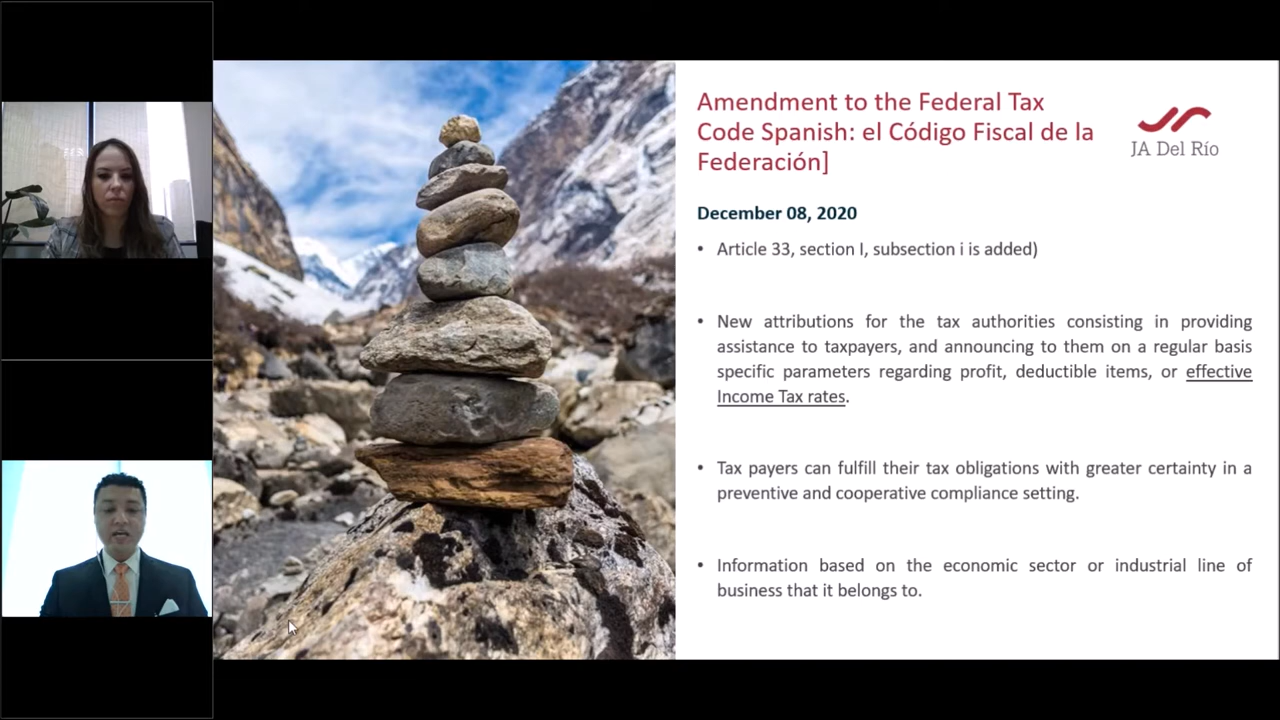 Amendment to the Federal Tax
Code Spanish: el Código Fiscal de la
Federación]
JA Del Río
December 08, 2020
• Article 33, section I, subsection i is added)
• New attributions for the tax authorities consisting in providing
assistance to taxpayers, and announcing to them on a regular basis
specific parameters regarding profit, deductible items, or effective
Income Tax rates.
• Tax payers can fulfill their tax obligations with greater certainty in a
preventive and cooperative compliance setting.
• Information based on the economic sector or industrial line of
business that it belongs to.